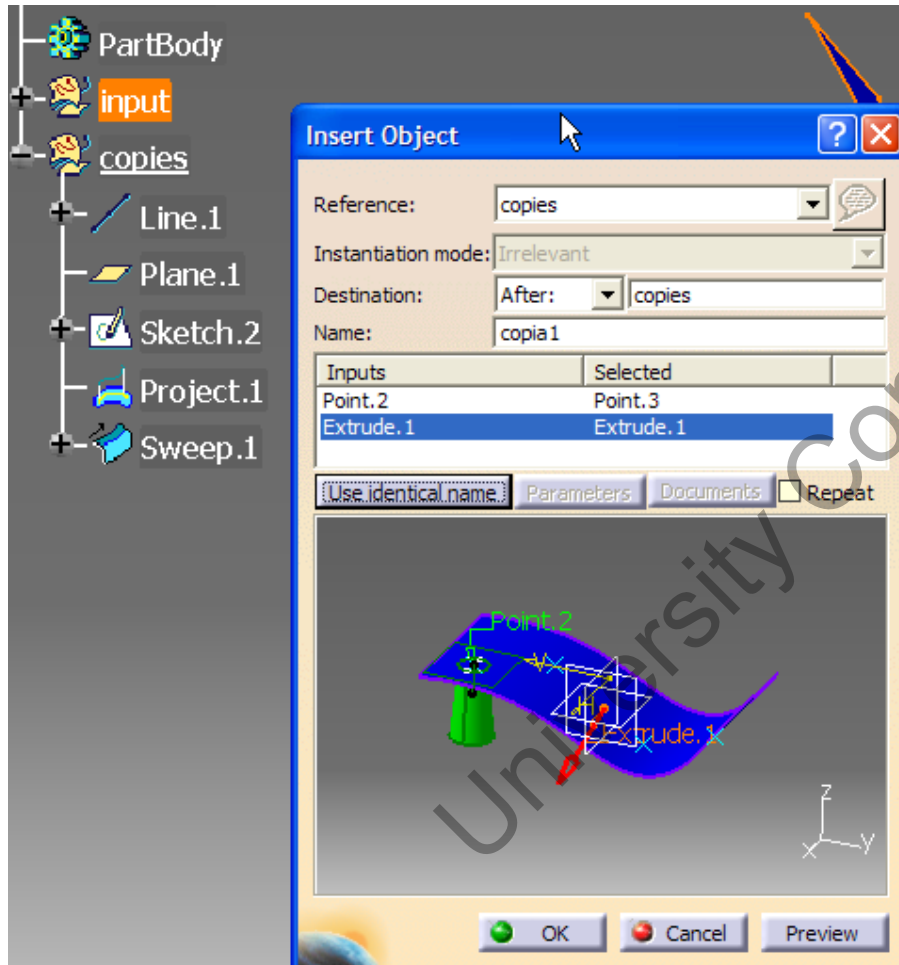 PartBody
input
copies
Line.1
Plane.1
Sketch.2
Project.1
Sweep.1
Insert Object
Reference: copies
Instantiation mode: Irrelevant
Destination: After: copies
Name: copia1
Inputs Selected
Point.2 Point.3
Extrude.1 Extrude.1
Use identical name Parameters Documents Repeat
Point.2
V
H
Extrude.1
z
x y
OK Cancel Preview
University Co